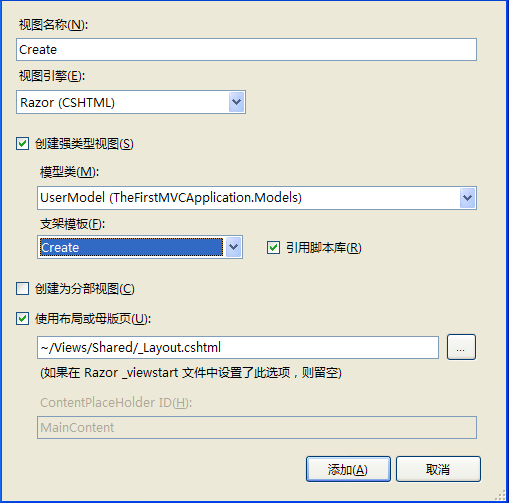 视图名称(N):
Create
视图引擎(E):
Razor (CSHTML)
创建强类型视图(S)
模型类(M):
UserModel (TheFirstMVCApplication.Models)
支架模板(F):
Create
引用脚本库(R)
创建为分部视图(C)
使用布局或母版页(U):
~/Views/Shared/_Layout.cshtml
...
(如果在 Razor _viewstart 文件中设置了此选项，则留空)
ContentPlaceHolder ID(H):
MainContent
添加(A)
取消